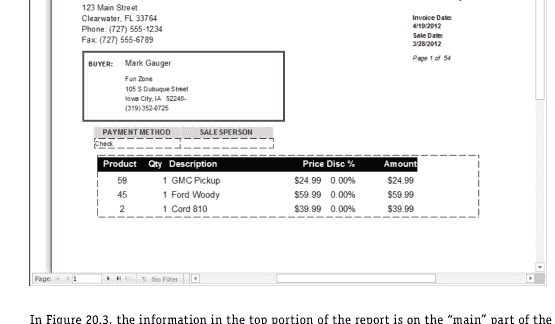 123 Main Street
Clearwater, FL 33764
Phone: (727) 555-1234
Fax: (727) 555-6789
Invoice Date:
4/19/2012
Sale Date:
3/28/2012
Page 1 of 54
BUYER: Mark Gauger
Fun Zone
105 S Dubuque Street
Iowa City, IA 52240-
(319) 352-0725
PAYMENT METHOD SALESPERSON
Check
Product Qty Description Price Disc % Amount
59 1 GMC Pickup $24.99 0.00% $24.99
45 1 Ford Woody $59.99 0.00% $59.99
2 1 Cord 810 $39.99 0.00% $39.99
Page: 1 No Filter
In Figure 20.3, the information in the top portion of the report is on the “main” part of the